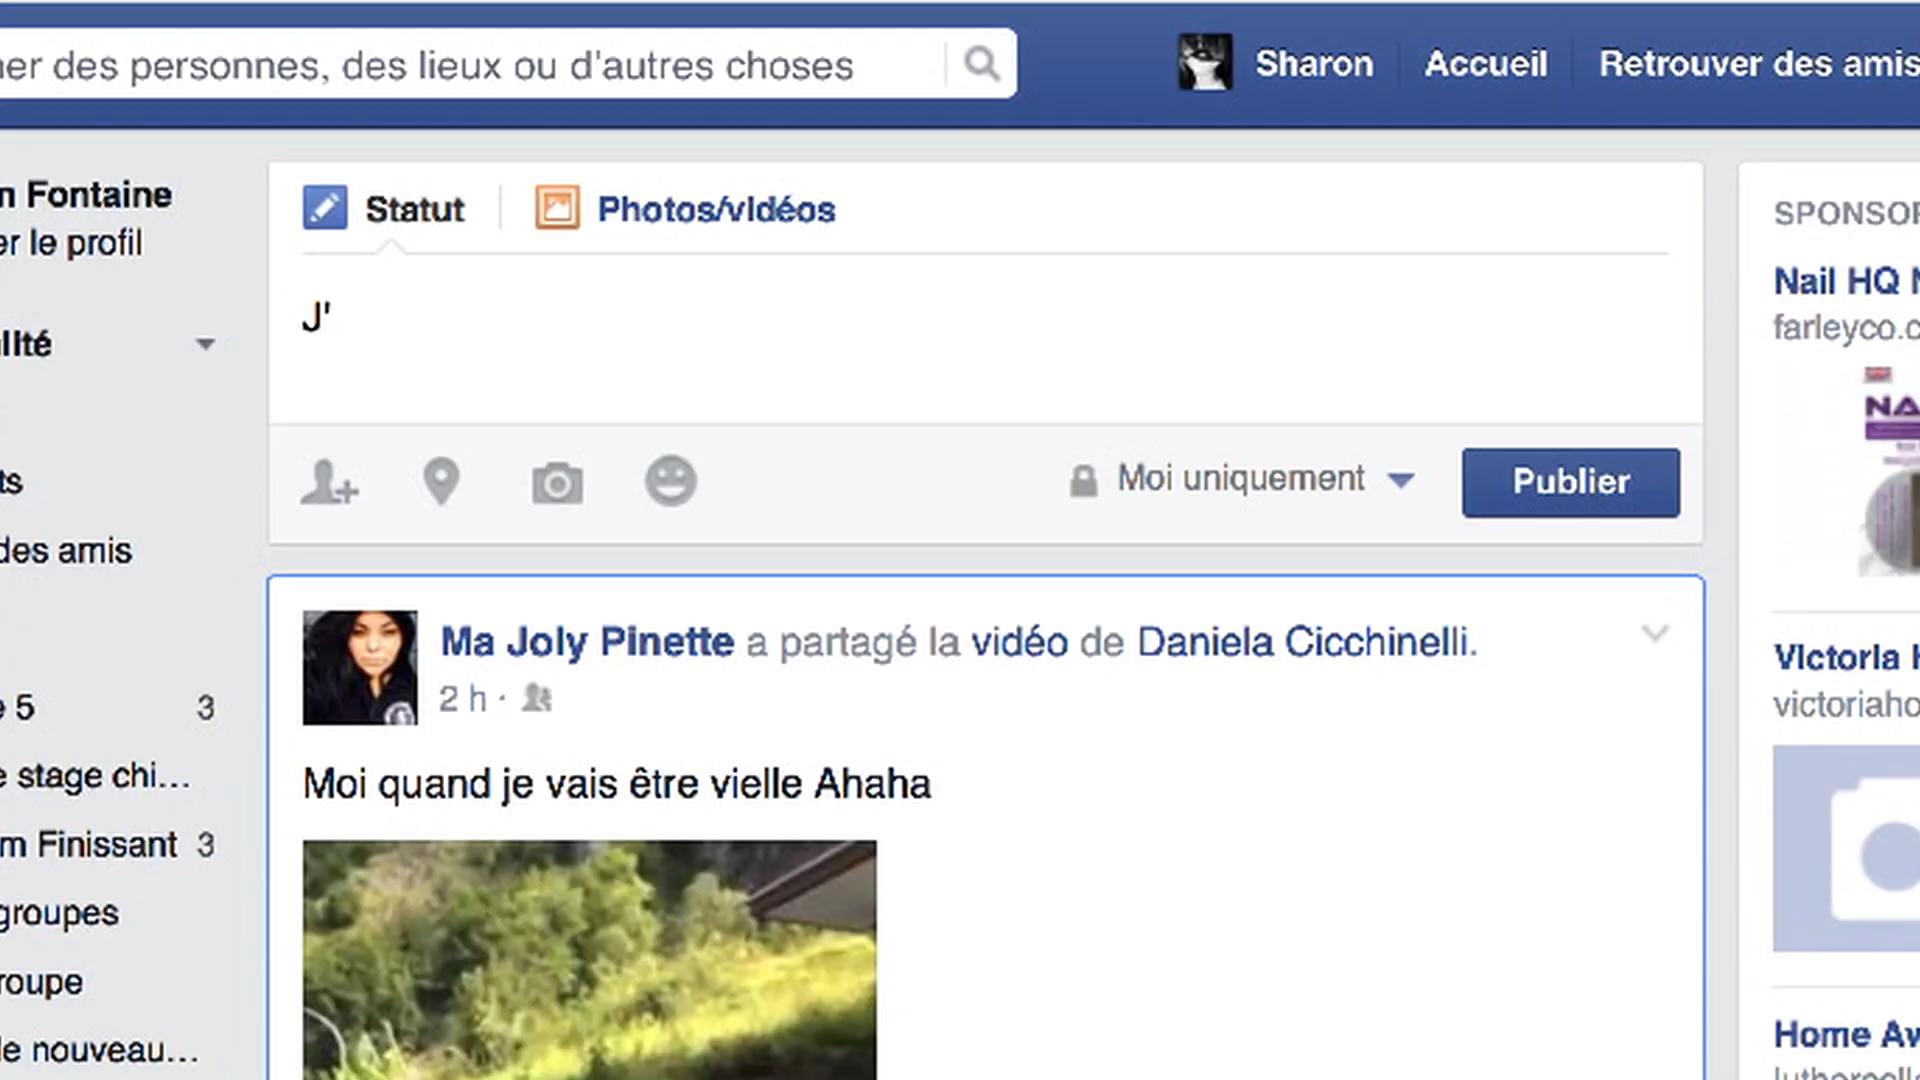 er des personnes, des lieux ou d'autres choses
Sharon
Accueil
Retrouver des amis
n Fontaine
er le profil
lité
ts
des amis
e 5 3
e stage chi...
m Finissant 3
groupes
roupe
le nouveau...
Statut
Photos/vidéos
J'
Moi uniquement
Publier
Ma Joly Pinette a partagé la vidéo de Daniela Cicchinelli.
2 h ·
Moi quand je vais être vielle Ahaha
SPONSOR
Nail HQ N
farleyco.c
NA
Victoria H
victoriaho
Home Aw